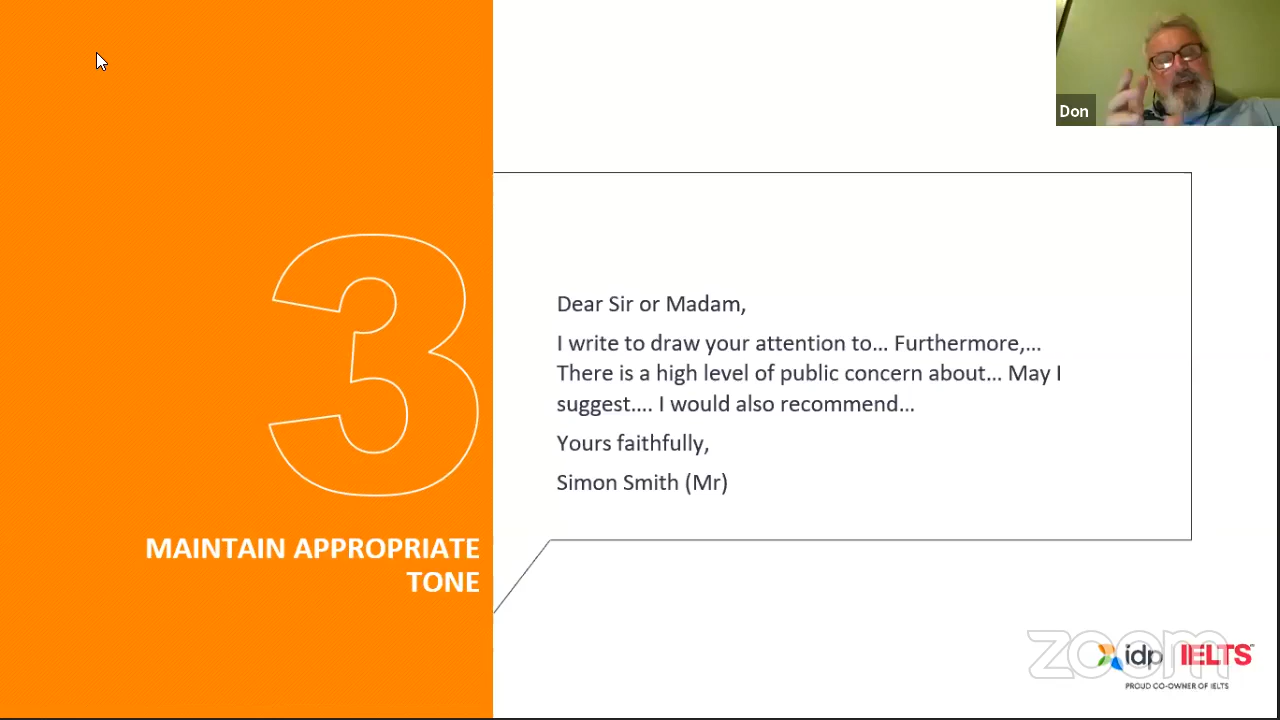 Don
3
MAINTAIN APPROPRIATE
TONE
Dear Sir or Madam,
I write to draw your attention to... Furthermore,...
There is a high level of public concern about... May I
suggest.... I would also recommend...
Yours faithfully,
Simon Smith (Mr)
zoom
idp IELTS™
PROUD CO-OWNER OF IELTS